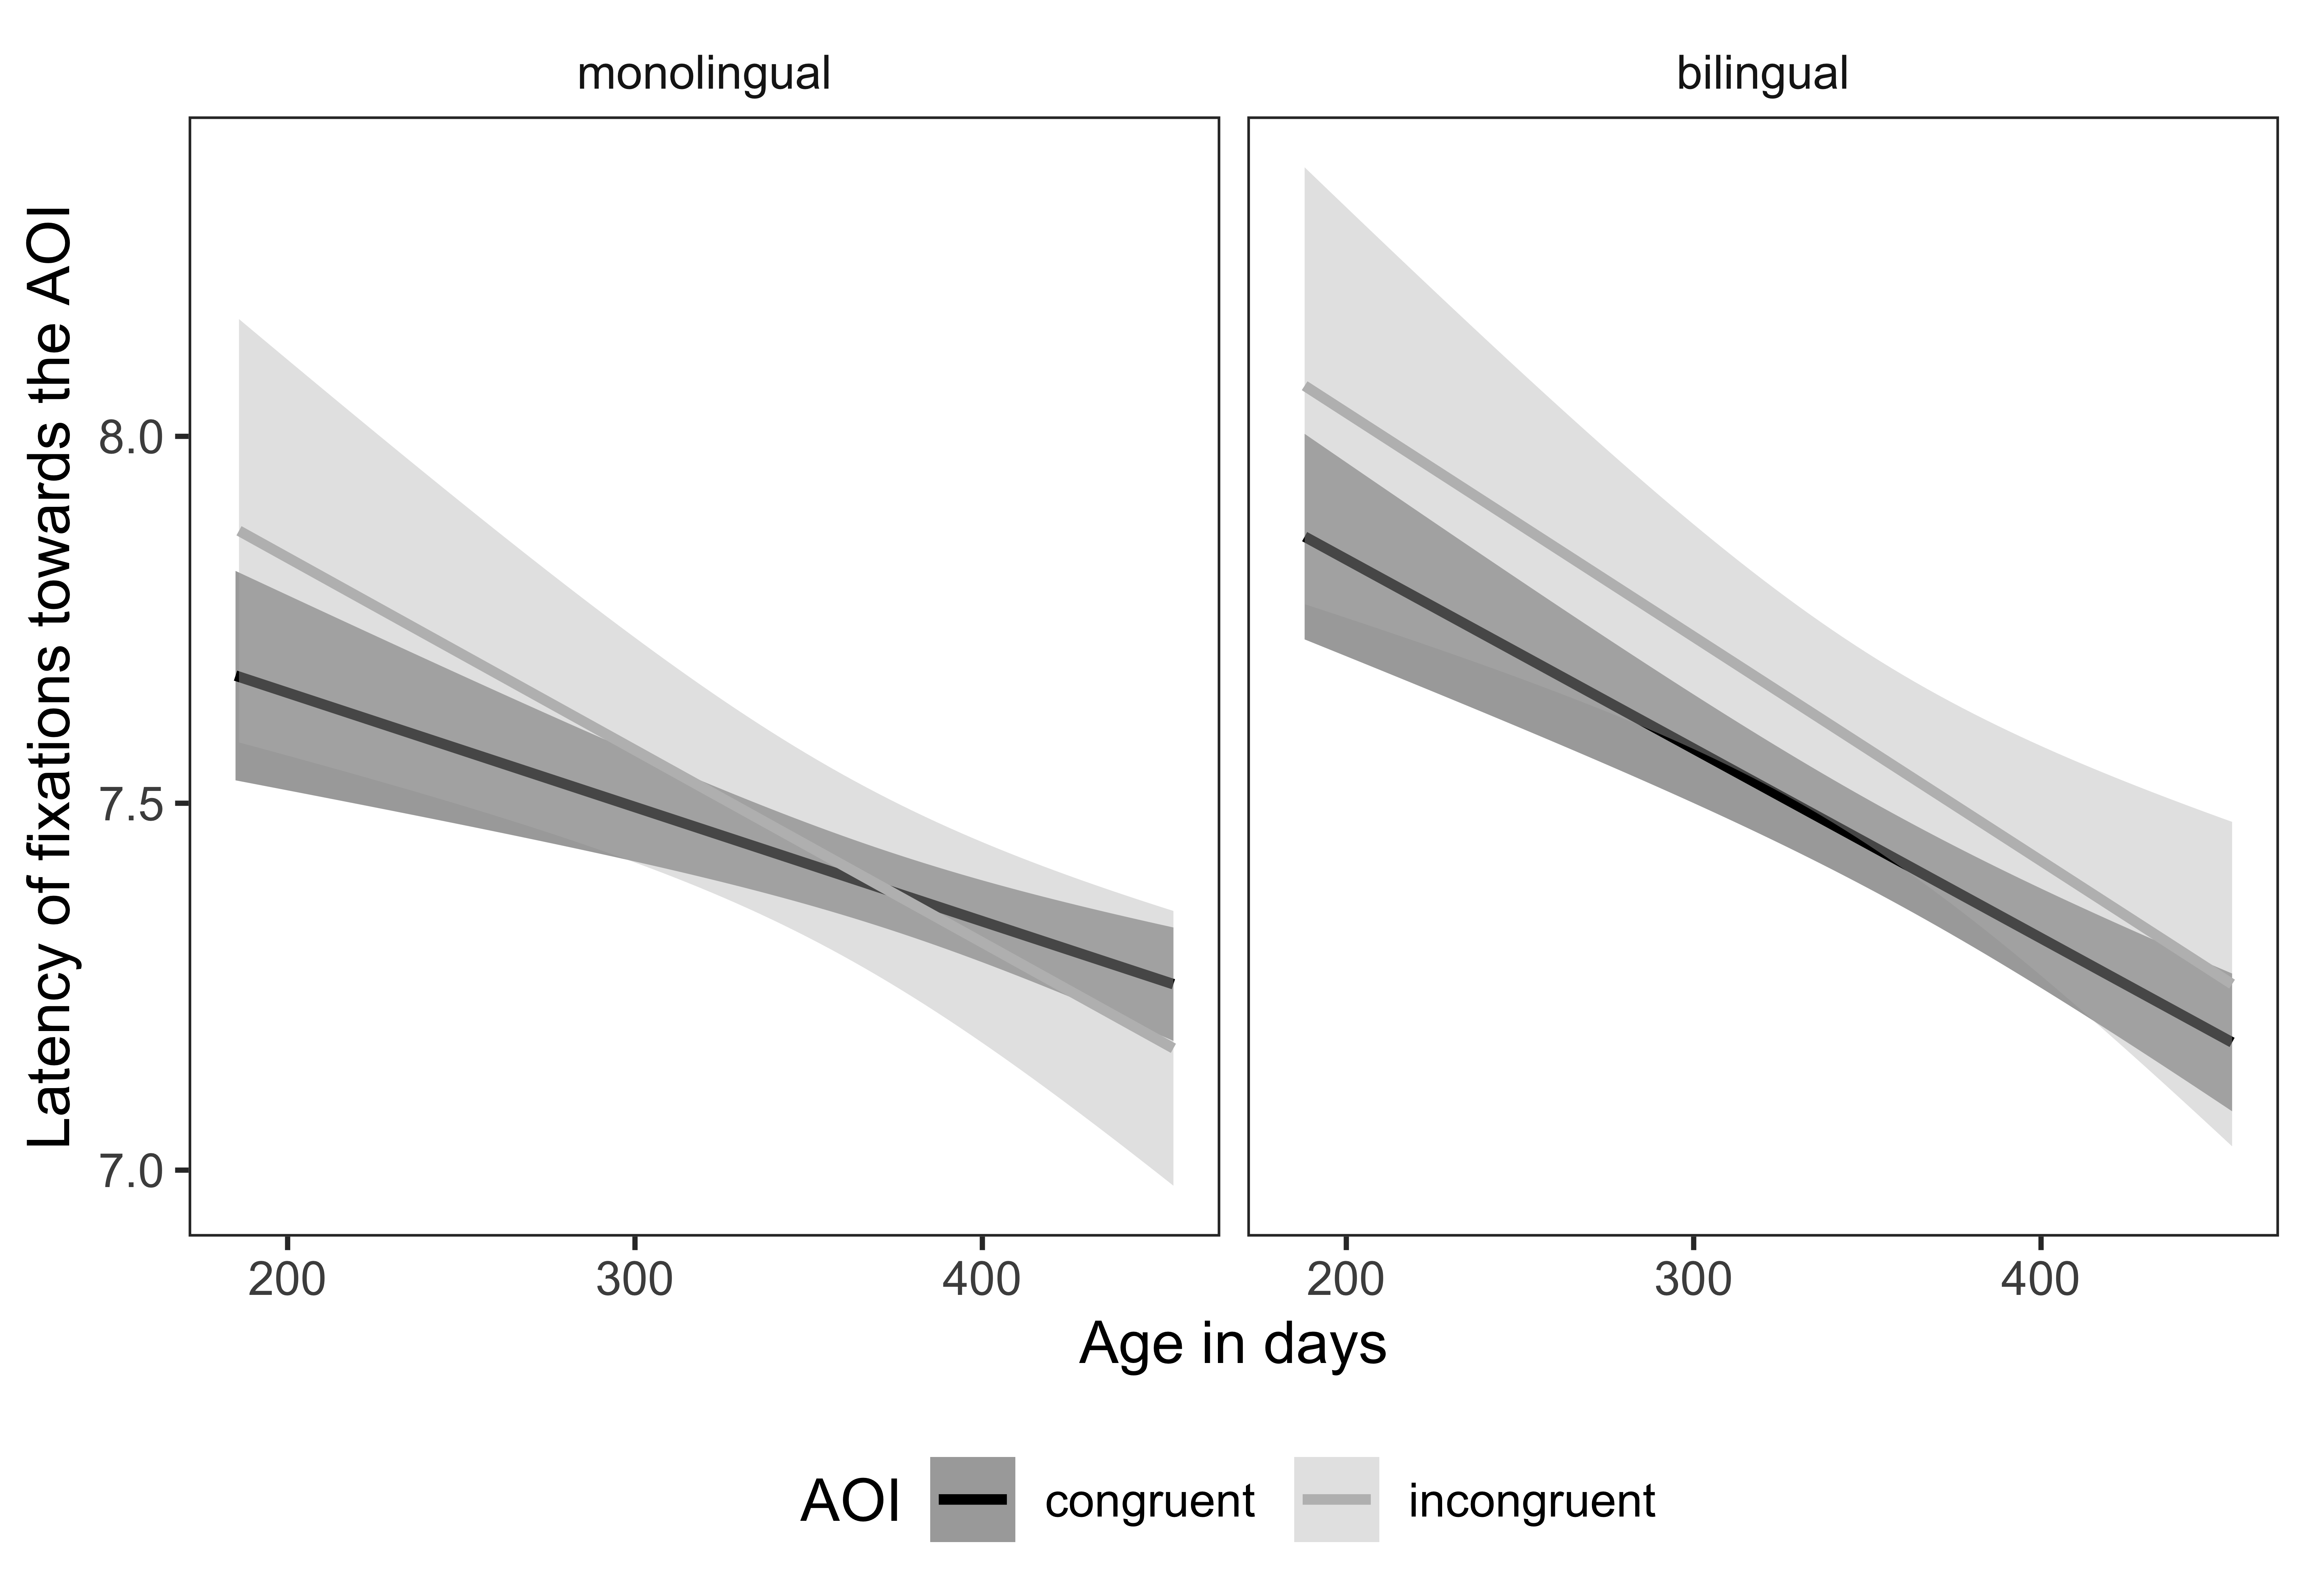 monolingual bilingual
Latency of fixations towards the AOI
8.0
7.5
7.0
200 300 400 200 300 400
Age in days
AOI congruent incongruent